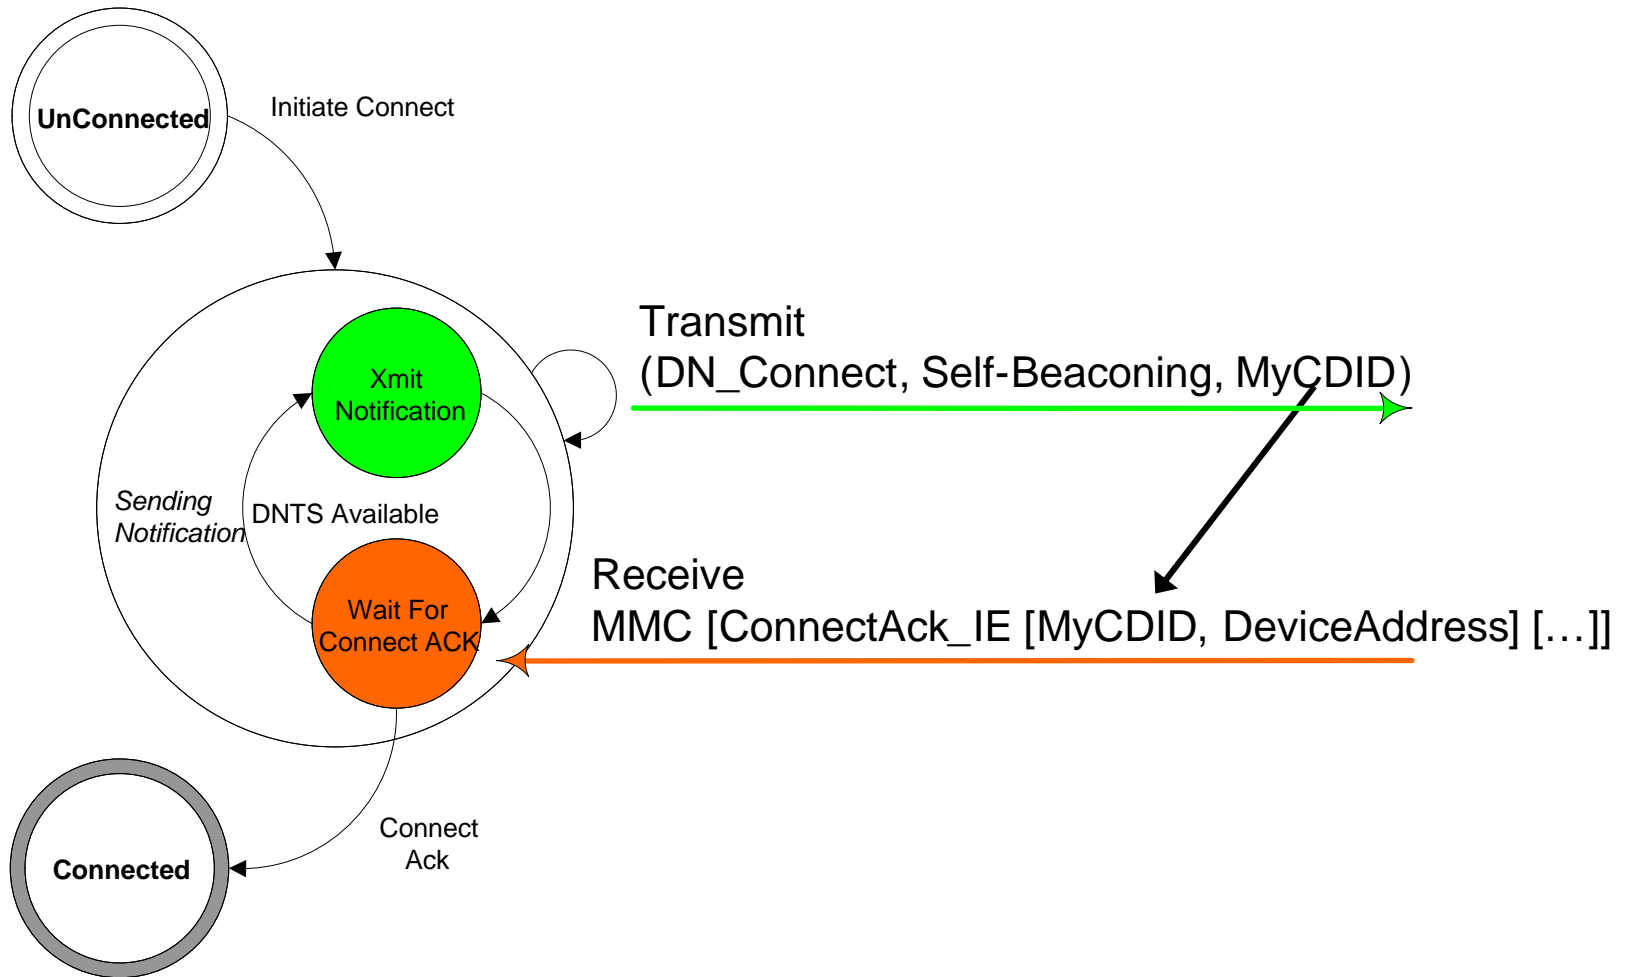 UnConnected
Initiate Connect
Transmit
(DN_Connect, Self-Beaconing, MyCDID)
Xmit
Notification
Sending
Notification
DNTS Available
Receive
MMC [ConnectAck_IE [MyCDID, DeviceAddress] […]]
Wait For
Connect ACK
Connect
Ack
Connected